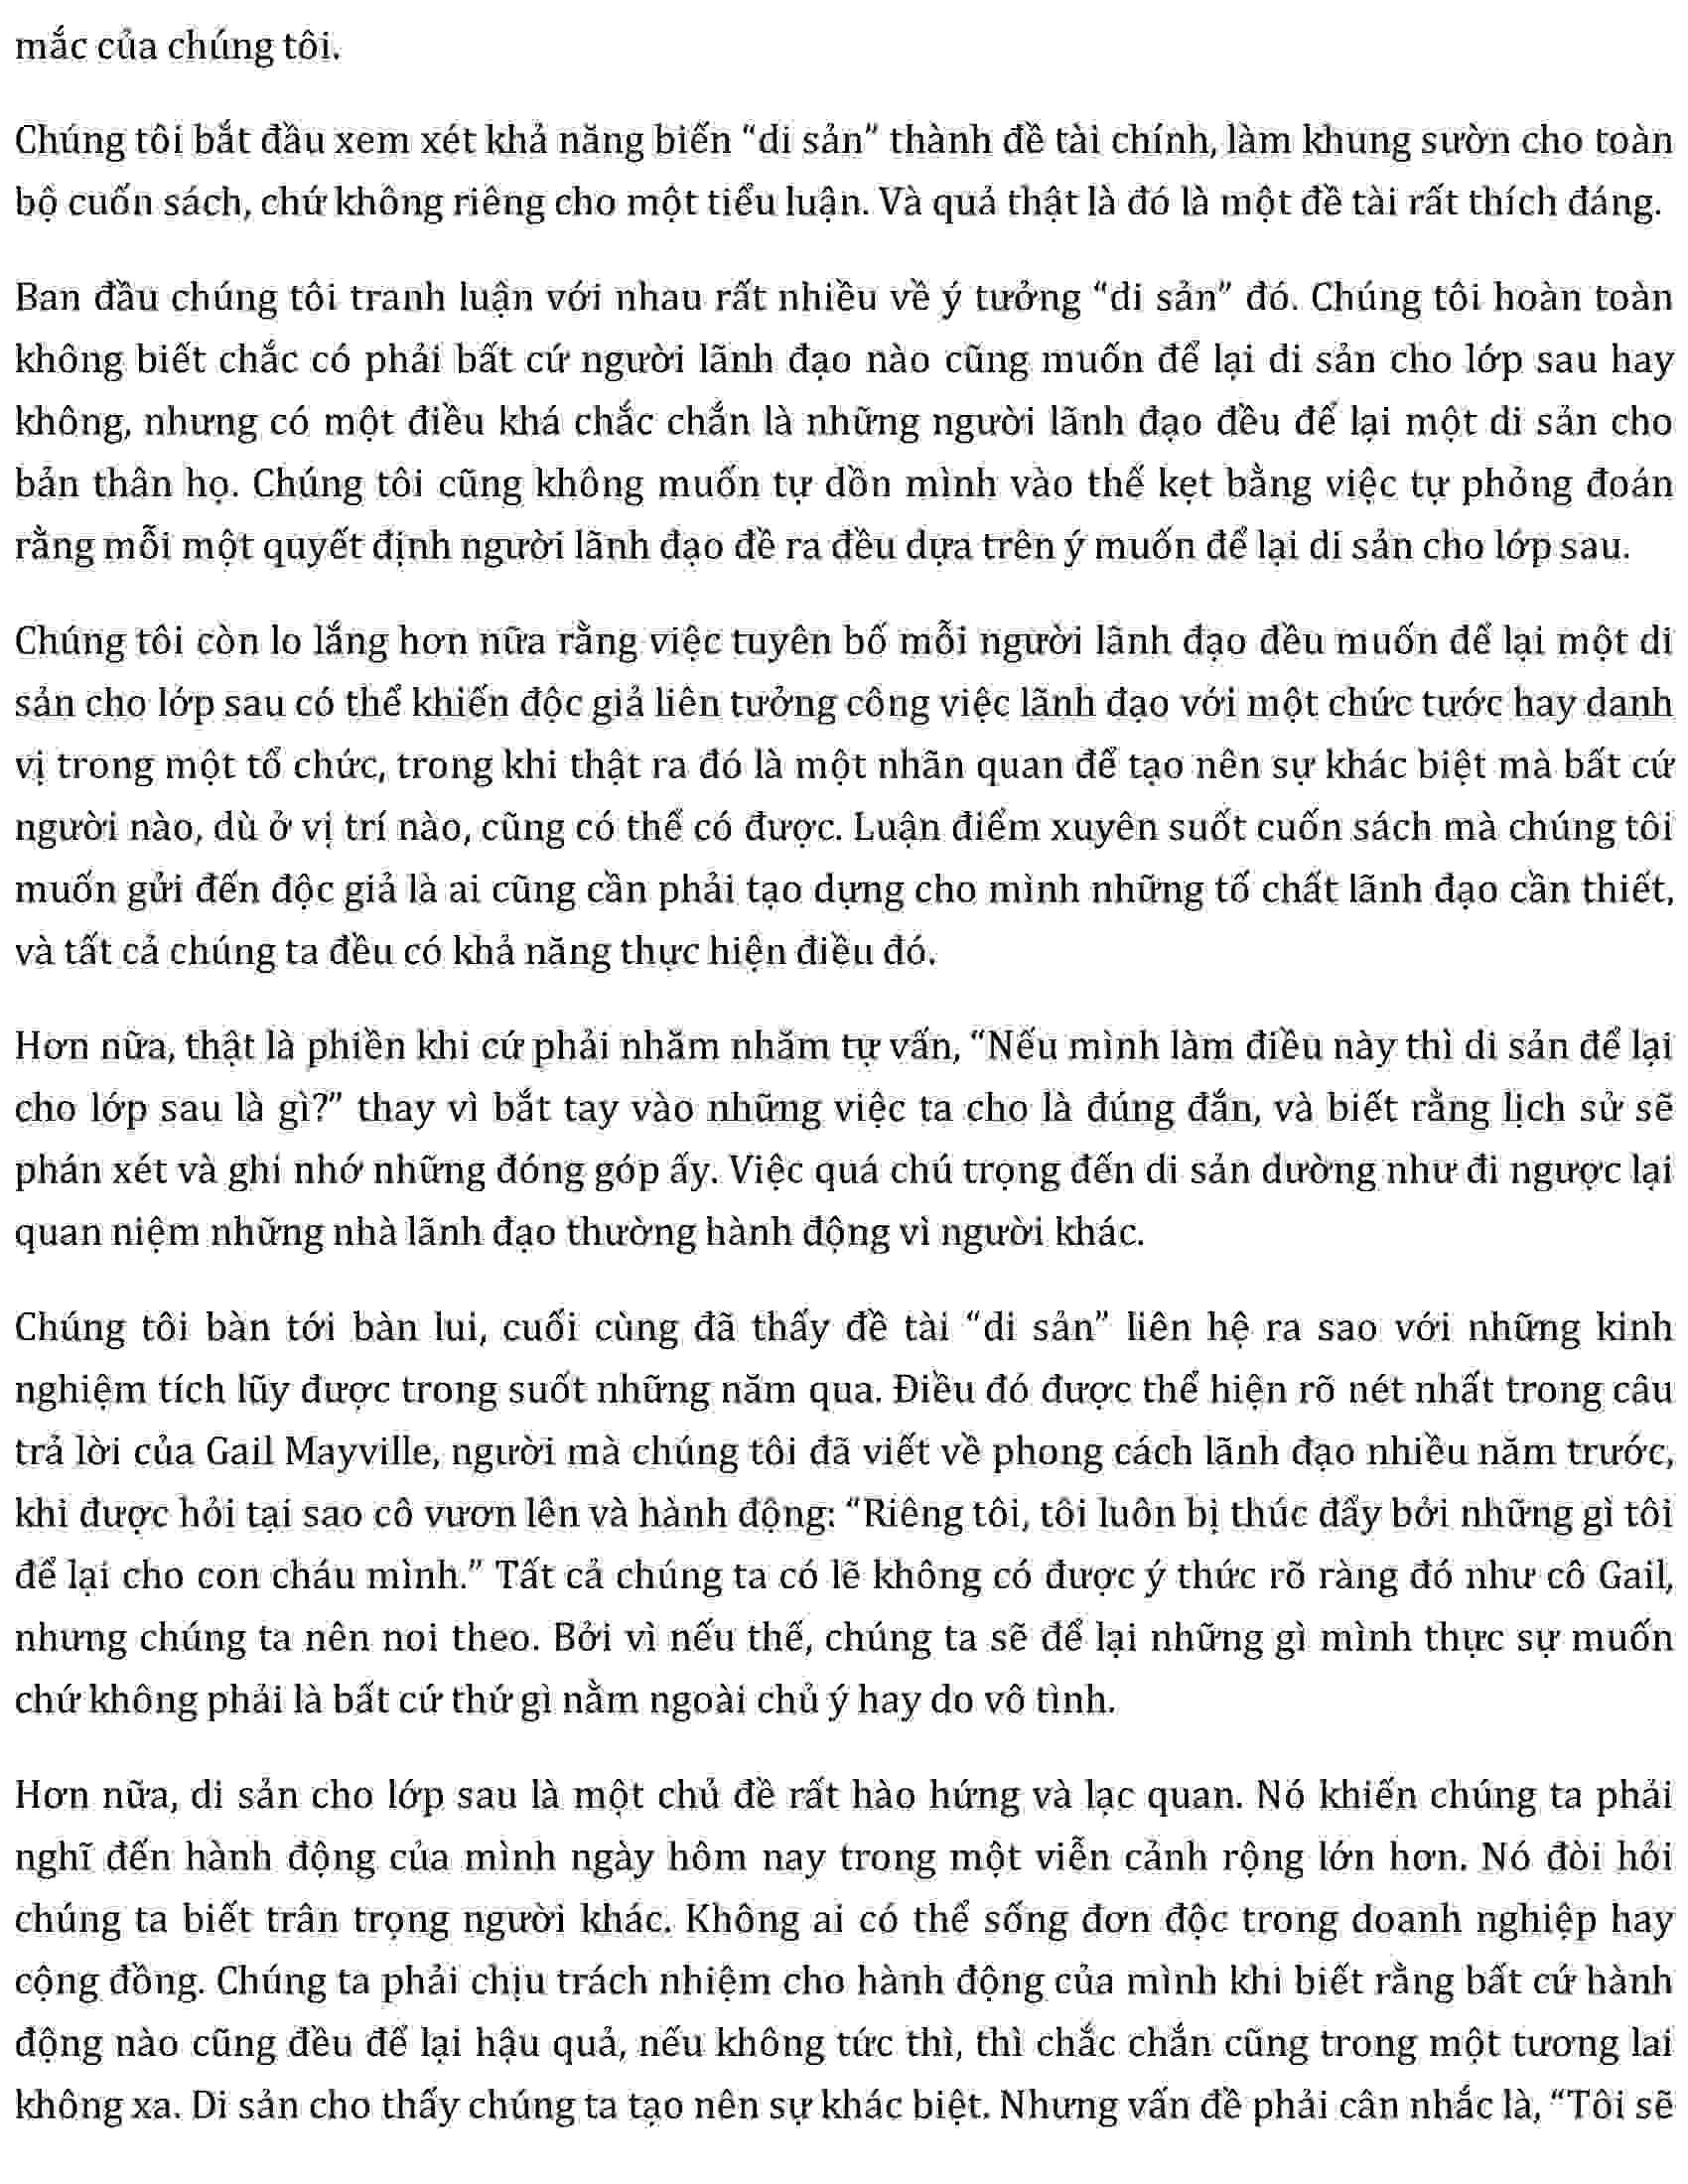 mắc của chúng tôi.
Chúng tôi bắt đầu xem xét khả năng biến “di sản” thành đề tài chính, làm khung sườn cho toàn
bộ cuốn sách, chứ không riêng cho một tiểu luận. Và quả thật là đó là một đề tài rất thích đáng.
Ban đầu chúng tôi tranh luận với nhau rất nhiều về ý tưởng “di sản” đó. Chúng tôi hoàn toàn
không biết chắc có phải bất cứ người lãnh đạo nào cũng muốn để lại di sản cho lớp sau hay
không, nhưng có một điều khá chắc chắn là những người lãnh đạo đều để lại một di sản cho
bản thân họ. Chúng tôi cũng không muốn tự dồn mình vào thế kẹt bằng việc tự phỏng đoán
rằng mỗi một quyết định người lãnh đạo đề ra đều dựa trên ý muốn để lại di sản cho lớp sau.
Chúng tôi còn lo lắng hơn nữa rằng việc tuyên bố mỗi người lãnh đạo đều muốn để lại một di
sản cho lớp sau có thể khiến độc giả liên tưởng công việc lãnh đạo với một chức tước hay danh
vị trong một tổ chức, trong khi thật ra đó là một nhãn quan để tạo nên sự khác biệt mà bất cứ
người nào, dù ở vị trí nào, cũng có thể có được. Luận điểm xuyên suốt cuốn sách mà chúng tôi
muốn gửi đến độc giả là ai cũng cần phải tạo dựng cho mình những tố chất lãnh đạo cần thiết,
và tất cả chúng ta đều có khả năng thực hiện điều đó.
Hơn nữa, thật là phiền khi cứ phải nhăm nhăm tự vấn, “Nếu mình làm điều này thì di sản để lại
cho lớp sau là gì?” thay vì bắt tay vào những việc ta cho là đúng đắn, và biết rằng lịch sử sẽ
phán xét và ghi nhớ những đóng góp ấy. Việc quá chú trọng đến di sản dường như đi ngược lại
quan niệm những nhà lãnh đạo thường hành động vì người khác.
Chúng tôi bàn tới bàn lui, cuối cùng đã thấy đề tài “di sản” liên hệ ra sao với những kinh
nghiệm tích lũy được trong suốt những năm qua. Điều đó được thể hiện rõ nét nhất trong câu
trả lời của Gail Mayville, người mà chúng tôi đã viết về phong cách lãnh đạo nhiều năm trước,
khi được hỏi tại sao cô vươn lên và hành động: “Riêng tôi, tôi luôn bị thúc đẩy bởi những gì tôi
để lại cho con cháu mình.” Tất cả chúng ta có lẽ không có được ý thức rõ ràng đó như cô Gail,
nhưng chúng ta nên noi theo. Bởi vì nếu thế, chúng ta sẽ để lại những gì mình thực sự muốn
chứ không phải là bất cứ thứ gì nằm ngoài chủ ý hay do vô tình.
Hơn nữa, di sản cho lớp sau là một chủ đề rất hào hứng và lạc quan. Nó khiến chúng ta phải
nghĩ đến hành động của mình ngày hôm nay trong một viễn cảnh rộng lớn hơn. Nó đòi hỏi
chúng ta biết trân trọng người khác. Không ai có thể sống đơn độc trong doanh nghiệp hay
cộng đồng. Chúng ta phải chịu trách nhiệm cho hành động của mình khi biết rằng bất cứ hành
động nào cũng đều để lại hậu quả, nếu không tức thì, thì chắc chắn cũng trong một tương lai
không xa. Di sản cho thấy chúng ta tạo nên sự khác biệt. Nhưng vấn đề phải cân nhắc là, “Tôi sẽ